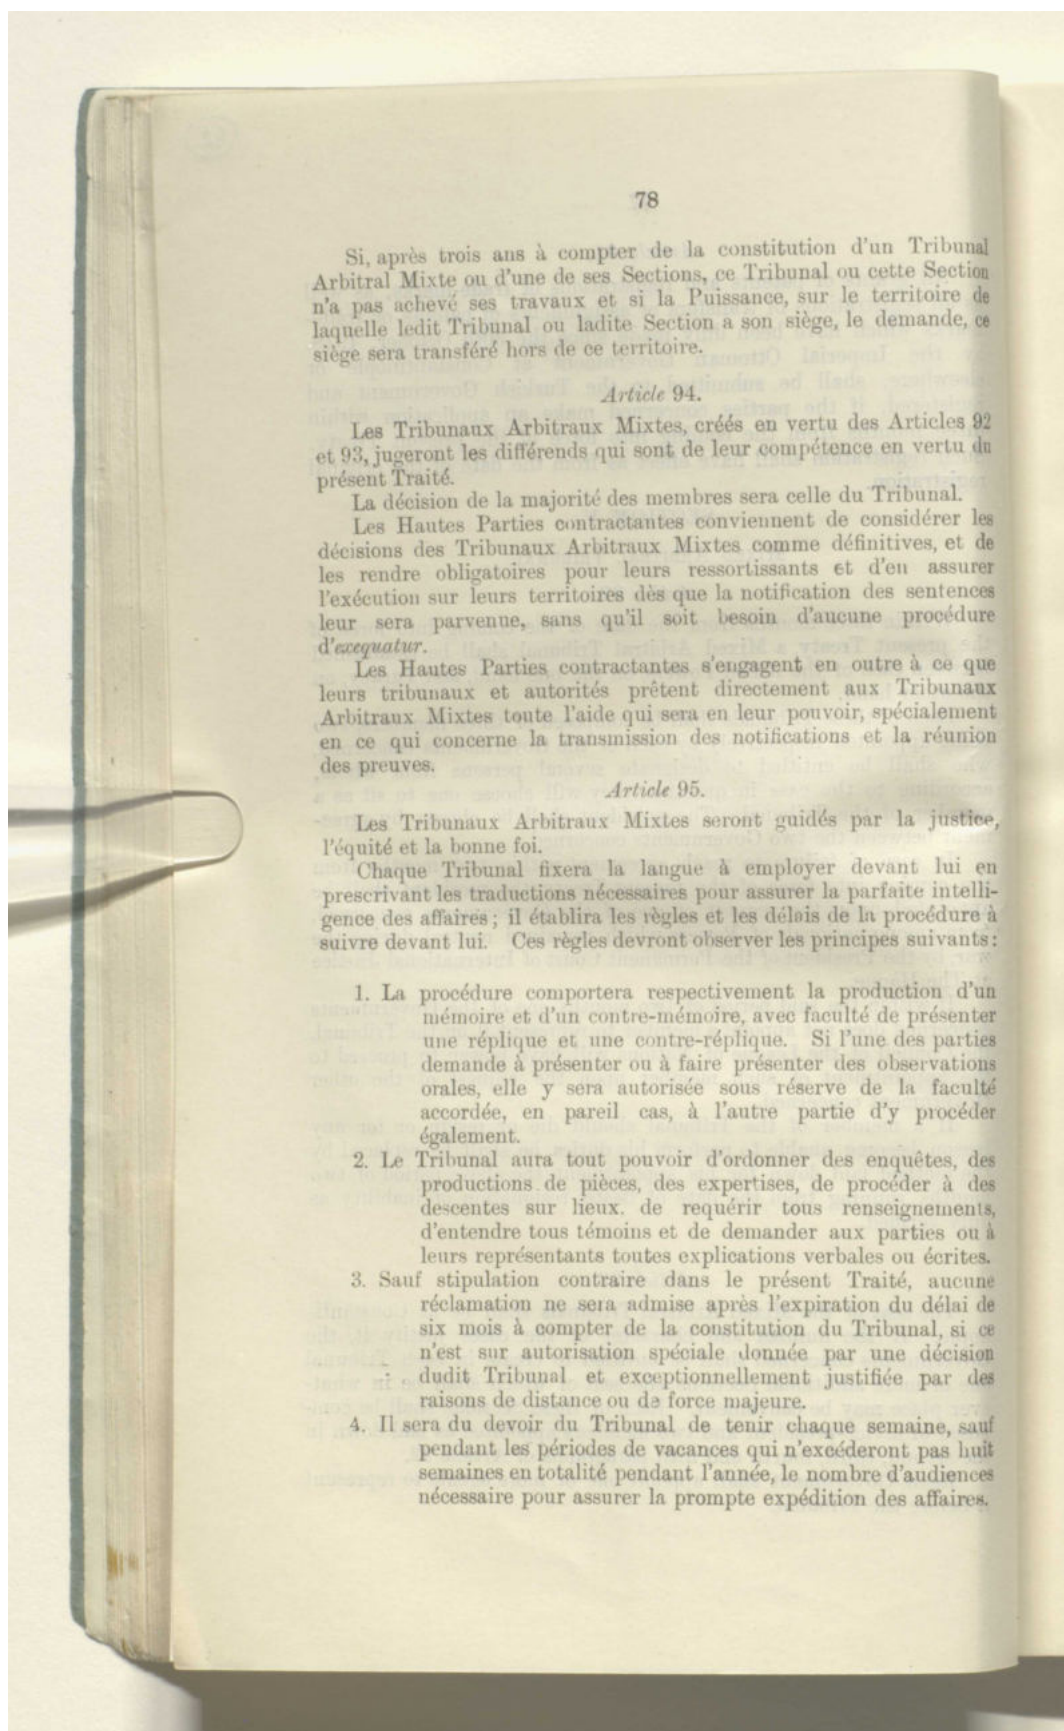 78
Si, après trois ans à compter de la constitution d'un Tribunal
Arbitral Mixte ou d'une de ses Sections, ce Tribunal ou cette Section
n'a pas achevé ses travaux et si la Puissance, sur le territoire de
laquelle ledit Tribunal ou ladite Section a son siège, le demande, ce
siège sera transféré hors de ce territoire.
Article 94.
Les Tribunaux Arbitraux Mixtes, créés en vertu des Articles 92
et 93, jugeront les différends qui sont de leur compétence en vertu du
présent Traité.
La décision de la majorité des membres sera celle du Tribunal.
Les Hautes Parties contractantes conviennent de considérer les
décisions des Tribunaux Arbitraux Mixtes comme définitives, et de
les rendre obligatoires pour leurs ressortissants et d'en assurer
l'exécution sur leurs territoires dès que la notification des sentences
leur sera parvenue, sans qu'il soit besoin d'aucune procédure
d'exequatur.
Les Hautes Parties contractantes s'engagent en outre à ce que
leurs tribunaux et autorités prêtent directement aux Tribunaux
Arbitraux Mixtes toute l'aide qui sera en leur pouvoir, spécialement
en ce qui concerne la transmission des notifications et la réunion
des preuves.
Article 95.
Les Tribunaux Arbitraux Mixtes seront guidés par la justice,
l'équité et la bonne foi.
Chaque Tribunal fixera la langue à employer devant lui en
prescrivant les traductions nécessaires pour assurer la parfaite intelli-
gence des affaires; il établira les règles et les délais de la procédure à
suivre devant lui. Ces règles devront observer les principes suivants:
1. La procédure comportera respectivement la production d'un
mémoire et d'un contre-mémoire, avec faculté de présenter
une réplique et une contre-réplique. Si l'une des parties
demande à présenter ou à faire présenter des observations
orales, elle y sera autorisée sous réserve de la faculté
accordée, en pareil cas, à l'autre partie d'y procéder
également.
2. Le Tribunal aura tout pouvoir d'ordonner des enquêtes, des
productions de pièces, des expertises, de procéder à des
descentes sur lieux. de requérir tous renseignements,
d'entendre tous témoins et de demander aux parties ou à
leurs représentants toutes explications verbales ou écrites.
3. Sauf stipulation contraire dans le présent Traité, aucune
réclamation ne sera admise après l'expiration du délai de
six mois à compter de la constitution du Tribunal, si ce
n'est sur autorisation spéciale donnée par une décision
dudit Tribunal et exceptionnellement justifiée par des
raisons de distance ou de force majeure.
4. Il sera du devoir du Tribunal de tenir chaque semaine, sauf
pendant les périodes de vacances qui n'excéderont pas huit
semaines en totalité pendant l'année, le nombre d'audiences
nécessaire pour assurer la prompte expédition des affaires.